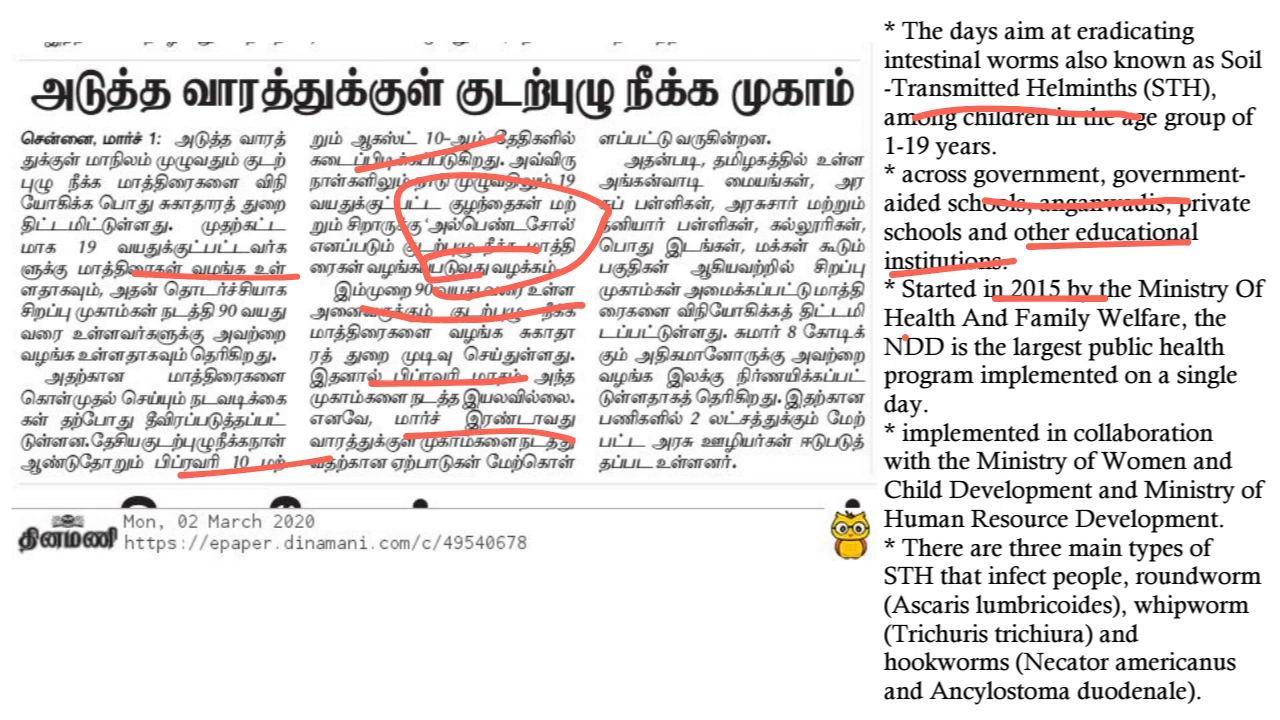 அடுத்த வாரத்துக்குள் குடற்புழு நீக்க முகாம்
சென்னை, மார்ச் 1: அடுத்த வாரத்
துக்குள் மாநிலம் முழுவதும் குடற்
புழு நீக்க மாத்திரைகளை விநி
யோகிக்க பொது சுகாதாரத் துறை
திட்டமிட்டுள்ளது. முதற்கட்ட
மாக 19 வயதுக்குட்பட்டவர்க
ளுக்கு மாத்திரைகள் வழங்க உள்
ளதாகவும், அதன் தொடர்ச்சியாக
சிறப்பு முகாம்கள் நடத்தி 90 வயது
வரை உள்ளவர்களுக்கு அவற்றை
வழங்க உள்ளதாகவும் தெரிகிறது.
அதற்கான மாத்திரைகளை
கொள்முதல் செய்யும் நடவடிக்கை
கள் தற்போது தீவிரப்படுத்தப்பட்
டுள்ளன. தேசிய குடற்புழு நீக்க நாள்
ஆண்டுதோறும் பிப்ரவரி 10 மற்
றும் ஆகஸ்ட் 10-ஆம் தேதிகளில்
கடைப்பிடிக்கப்படுகிறது. அவ்விரு
நாள்களிலும் நாடு முழுவதிலும் 19
வயதுக்குட்பட்ட குழந்தைகள் மற்
றும் சிறாருக்கு 'அல்பெண்டசோல்'
எனப்படும் குடற்புழு நீக்க மாத்தி
ரைகள் வழங்கப்படுவது வழக்கம்.
இம்முறை 90 வயது வரை உள்ள
அனைவருக்கும் குடற்புழு நீக்க
மாத்திரைகளை வழங்க சுகாதா
ரத் துறை முடிவு செய்துள்ளது.
இதனால் பிப்ரவரி மாதம் அந்த
முகாம்களை நடத்த இயலவில்லை.
எனவே, மார்ச் இரண்டாவது
வாரத்துக்குள் முகாம்களை நடத்து
வதற்கான ஏற்பாடுகள் மேற்கொள்
ளப்பட்டு வருகின்றன.
அதன்படி, தமிழகத்தில் உள்ள
அங்கன்வாடி மையங்கள், அர
சுப் பள்ளிகள், அரசுசார் மற்றும்
தனியார் பள்ளிகள், கல்லூரிகள்,
பொது இடங்கள், மக்கள் கூடும்
பகுதிகள் ஆகியவற்றில் சிறப்பு
முகாம்கள் அமைக்கப்பட்டு மாத்தி
ரைகளை விநியோகிக்கத் திட்டமி
டப்பட்டுள்ளது. சுமார் 8 கோடிக்
கும் அதிகமானோருக்கு அவற்றை
வழங்க இலக்கு நிர்ணயிக்கப்பட்
டுள்ளதாகத் தெரிகிறது. இதற்கான
பணிகளில் 2 லட்சத்துக்கும் மேற்
பட்ட அரசு ஊழியர்கள் ஈடுபடுத்
தப்பட உள்ளனர்.
தினமணி
Mon, 02 March 2020
https://epaper.dinamani.com/c/49540678
* The days aim at eradicating
intestinal worms also known as Soil
-Transmitted Helminths (STH),
among children in the age group of
1-19 years.
* across government, government-
aided schools, anganwadis, private
schools and other educational
institutions.
* Started in 2015 by the Ministry Of
Health And Family Welfare, the
NDD is the largest public health
program implemented on a single
day.
* implemented in collaboration
with the Ministry of Women and
Child Development and Ministry of
Human Resource Development.
* There are three main types of
STH that infect people, roundworm
(Ascaris lumbricoides), whipworm
(Trichuris trichiura) and
hookworms (Necator americanus
and Ancylostoma duodenale).